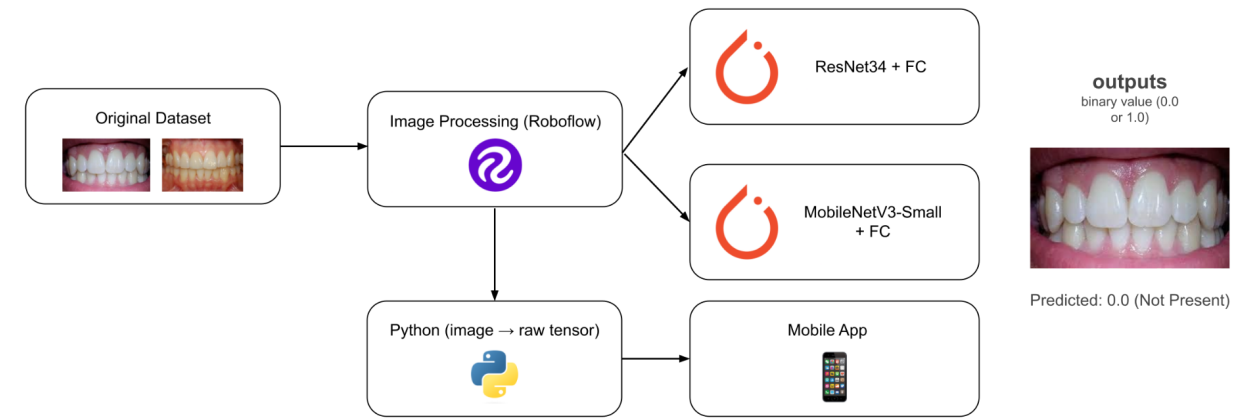 Original Dataset
Image Processing (Roboflow)
ResNet34 + FC
MobileNetV3-Small
+ FC
Python (image → raw tensor)
Mobile App
outputs
binary value (0.0
or 1.0)
Predicted: 0.0 (Not Present)